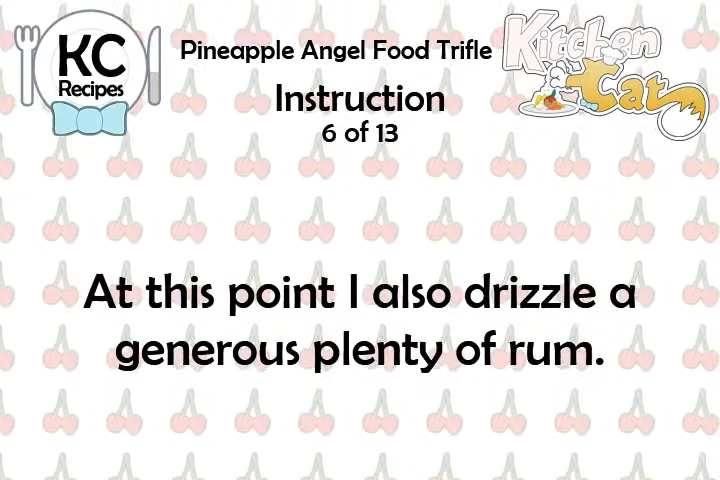 KC
Recipes
Pineapple Angel Food Trifle
Kitchen
Cat
Instruction
6 of 13
At this point I also drizzle a
generous plenty of rum.